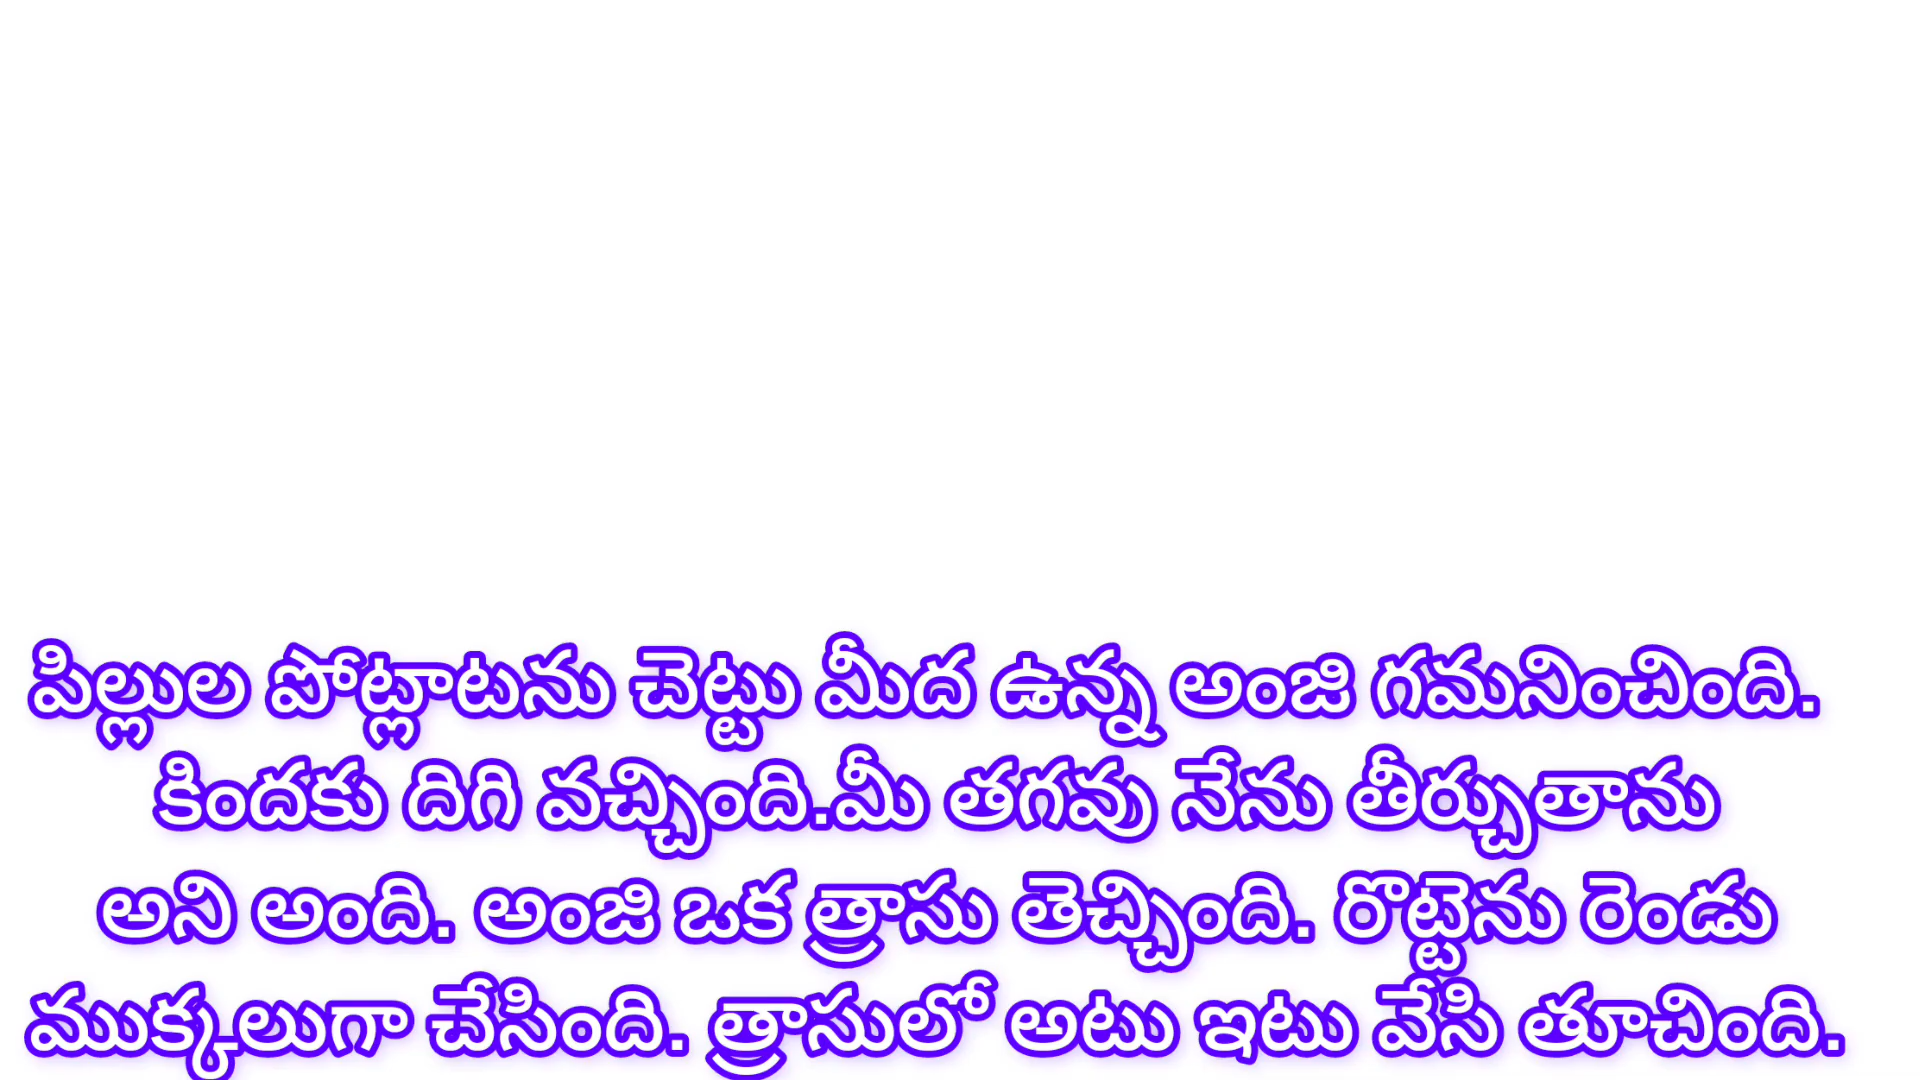 పిల్లుల పోట్లాటను చెట్టు మీద ఉన్న అంజి గమనించింది.
కిందకు దిగి వచ్చింది.మీ తగవు నేను తీర్చుతాను
అని అంది. అంజి ఒక త్రాసు తెచ్చింది. రొట్టెను రెండు
ముక్కలుగా చేసింది. త్రాసులో అటు ఇటు వేసి తూచింది.